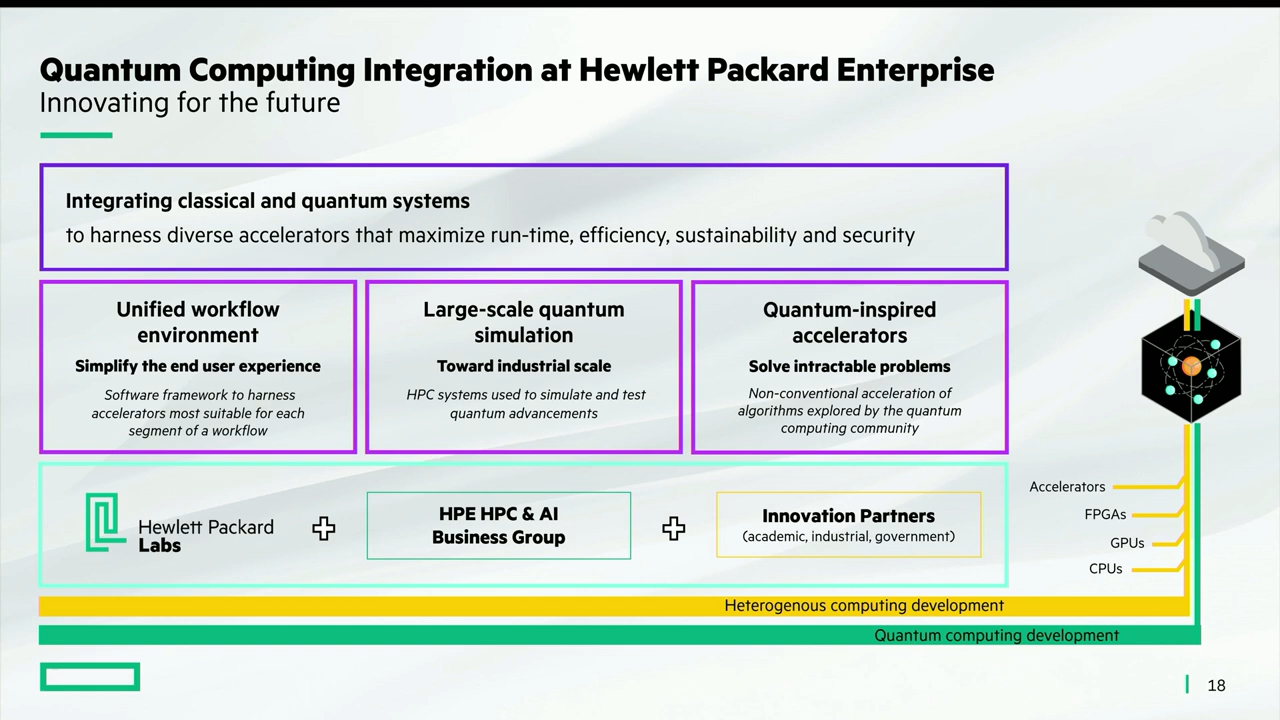 Quantum Computing Integration at Hewlett Packard Enterprise
Innovating for the future
Integrating classical and quantum systems
to harness diverse accelerators that maximize run-time, efficiency, sustainability and security
Unified workflow
environment
Simplify the end user experience
Software framework to harness
accelerators most suitable for each
segment of a workflow
Large-scale quantum
simulation
Toward industrial scale
HPC systems used to simulate and test
quantum advancements
Quantum-inspired
accelerators
Solve intractable problems
Non-conventional acceleration of
algorithms explored by the quantum
computing community
Hewlett Packard
Labs
HPE HPC & AI
Business Group
Innovation Partners
(academic, industrial, government)
Accelerators
FPGAs
GPUs
CPUs
Heterogenous computing development
Quantum computing development
18